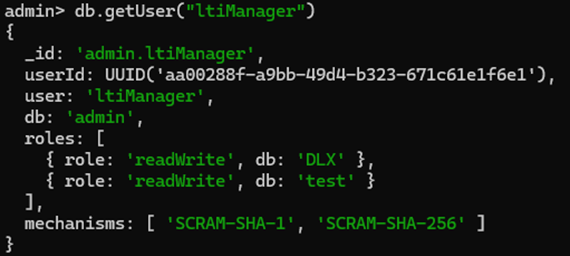 admin> db.getUser("ltiManager")
{
  _id: 'admin.ltiManager',
  userId: UUID('aa00288f-a9bb-49d4-b323-671c61e1f6e1'),
  user: 'ltiManager',
  db: 'admin',
  roles: [
    { role: 'readWrite', db: 'DLX' },
    { role: 'readWrite', db: 'test' }
  ],
  mechanisms: [ 'SCRAM-SHA-1', 'SCRAM-SHA-256' ]
}